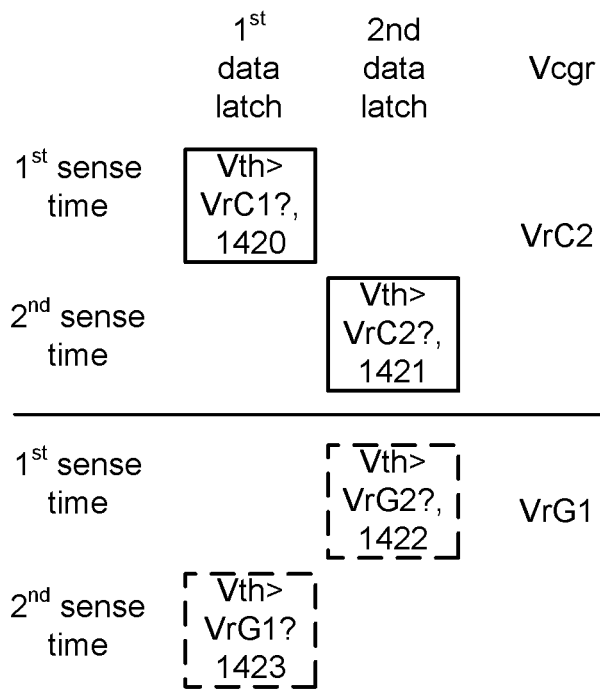 1st 2nd
data data Vcgr
latch latch
1st sense Vth>
time VrC1?,
1420
VrC2
2nd sense Vth>
time VrC2?,
1421
1st sense Vth>
time VrG2?, VrG1
1422
2nd sense Vth>
time VrG1?
1423